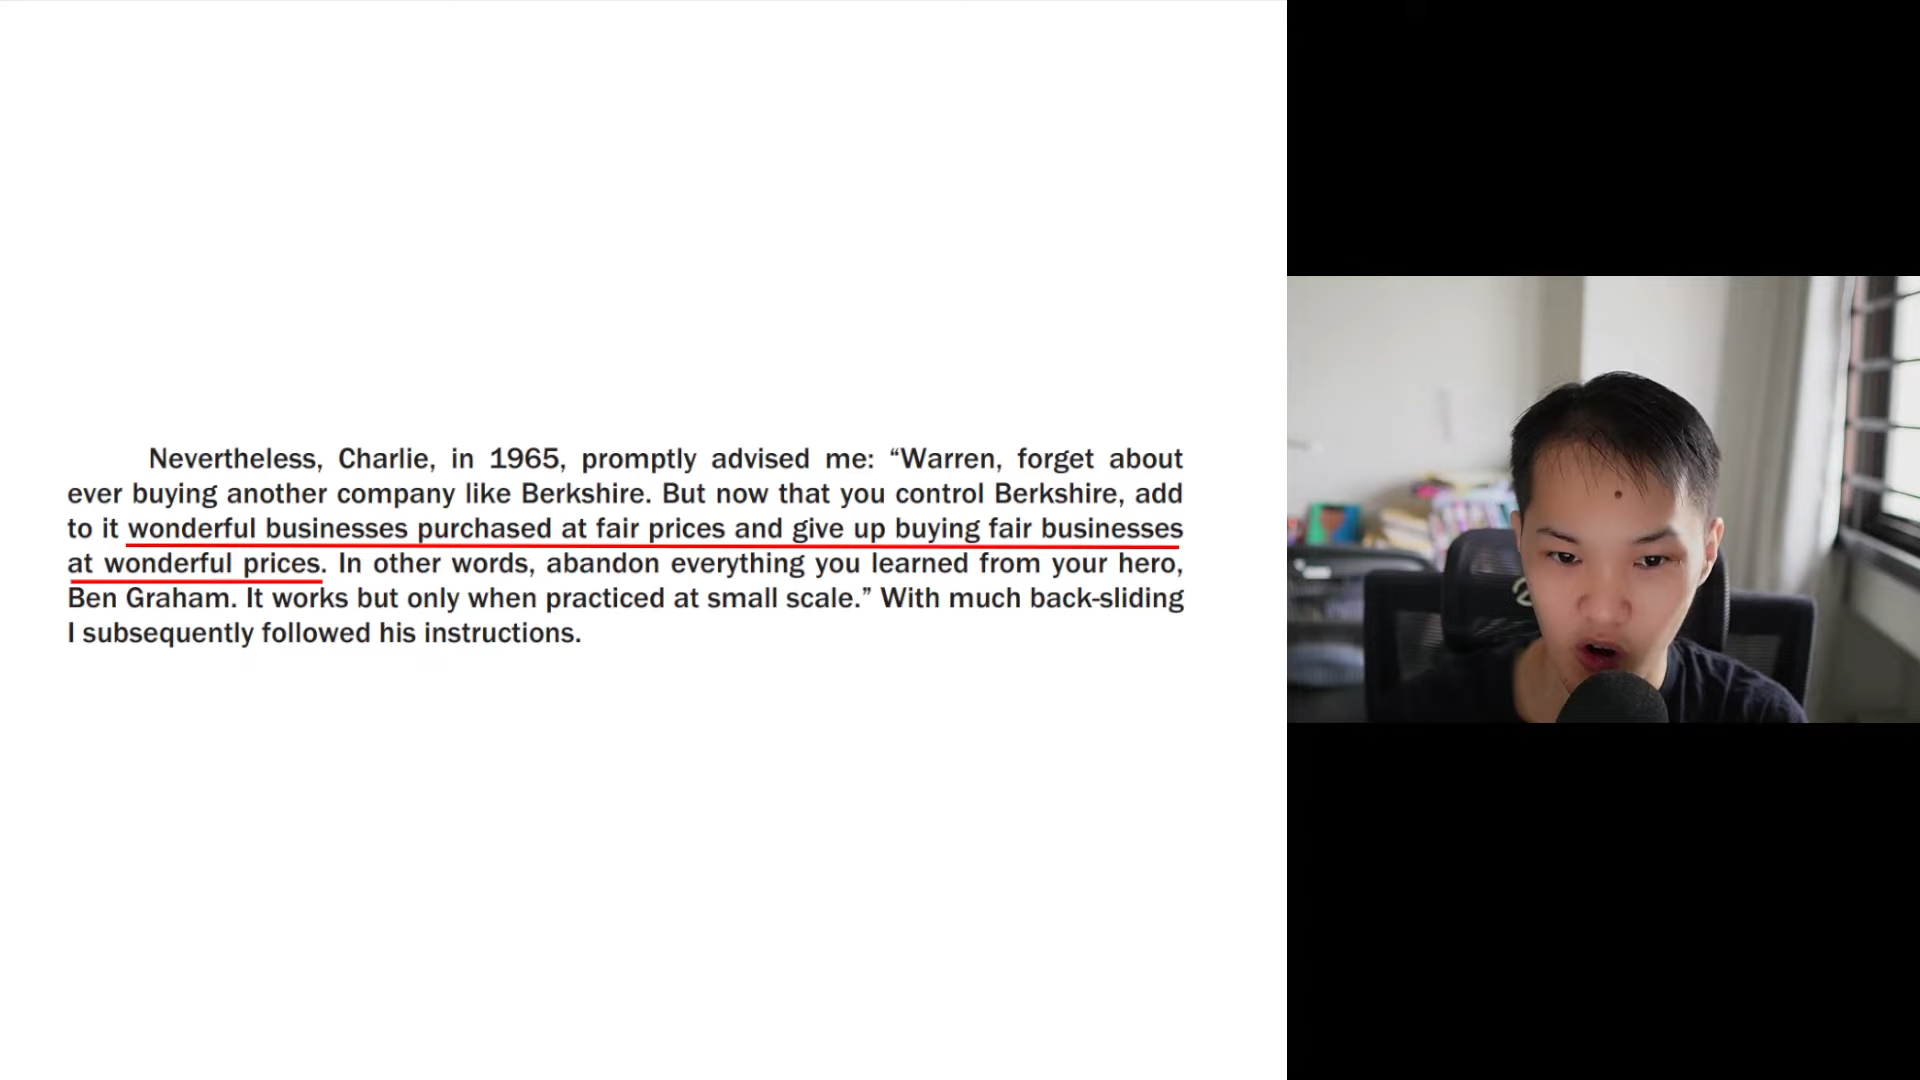 Nevertheless, Charlie, in 1965, promptly advised me: “Warren, forget about
ever buying another company like Berkshire. But now that you control Berkshire, add
to it wonderful businesses purchased at fair prices and give up buying fair businesses
at wonderful prices. In other words, abandon everything you learned from your hero,
Ben Graham. It works but only when practiced at small scale.” With much back-sliding
I subsequently followed his instructions.